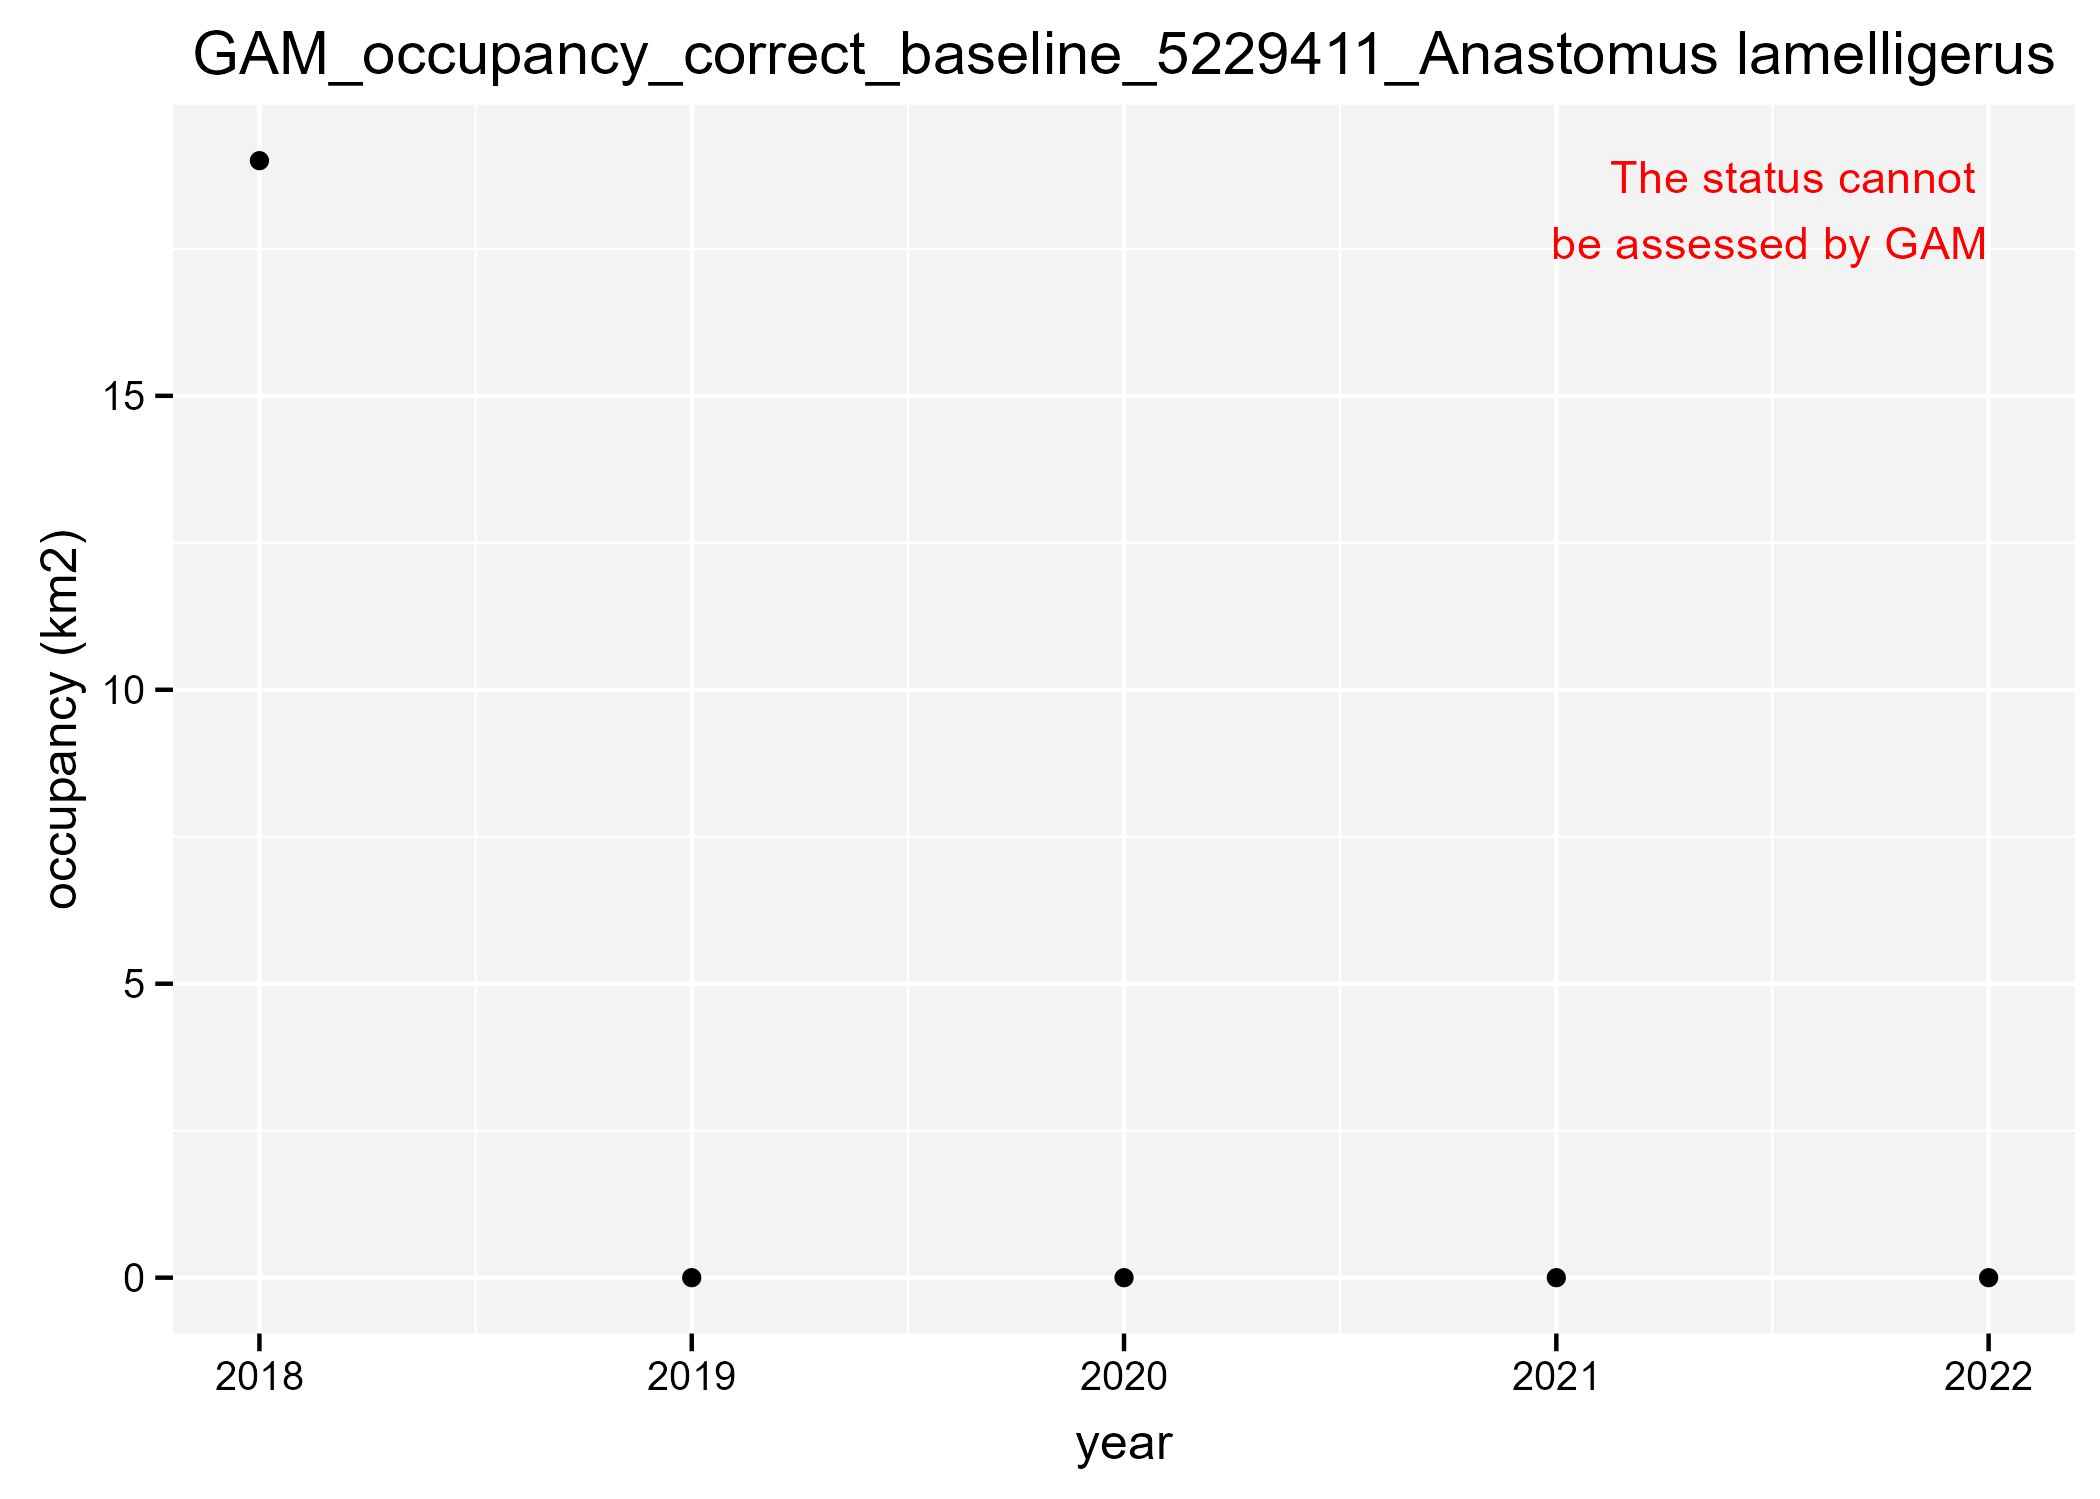 GAM_occupancy_correct_baseline_5229411_Anastomus lamelligerus
The status cannot
be assessed by GAM
occupancy (km2)
15
10
5
0
2018 2019 2020 2021 2022
year